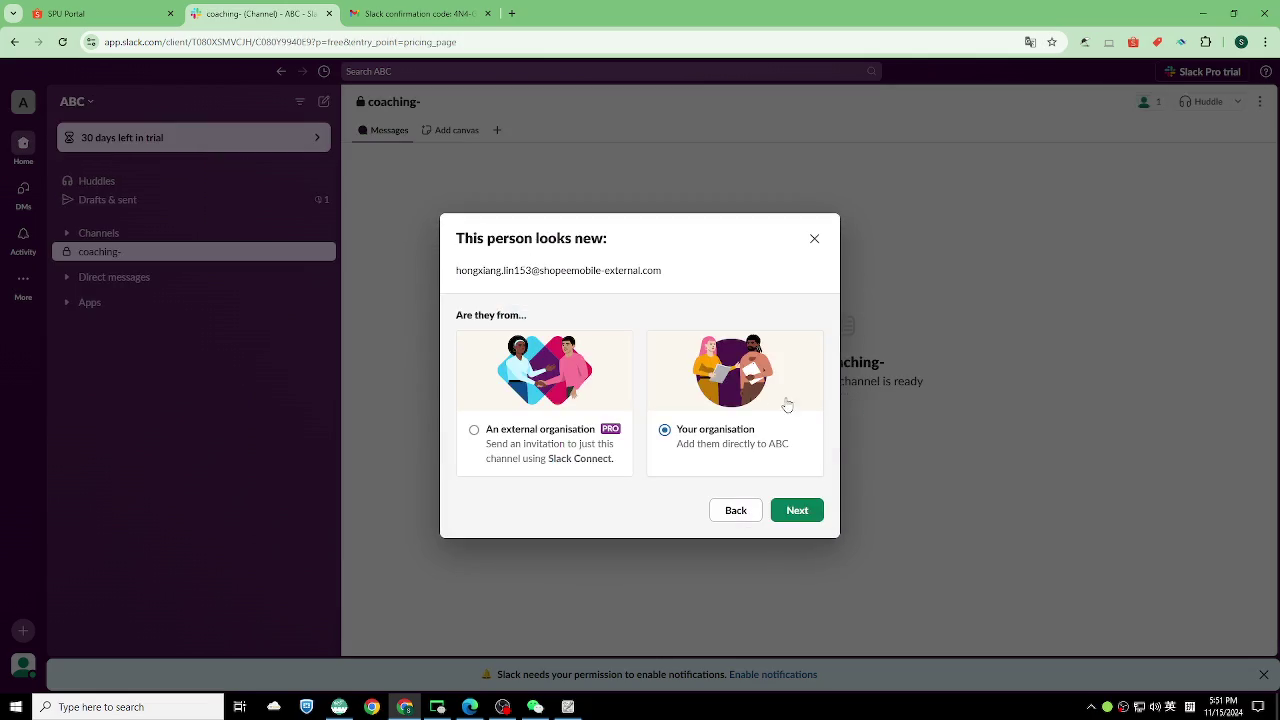 SPU Portal
coaching- (Channel) - ABC - Sla
Slack confirmation code: 4N4-
app.slack.com/client/T080XSMVCJH/C080Y9940E9?p=free&entry_point=pricing_page
S
Search ABC
Slack Pro trial
A
ABC
coaching-
1
Huddle
30 days left in trial
Messages
Add canvas
Home
Huddles
DMs
Drafts & sent
1
Channels
Activity
coaching-
Direct messages
More
Apps
This person looks new:
hongxiang.lin153@shopeemobile-external.com
Are they from...
An external organisation PRO
Send an invitation to just this
channel using Slack Connect.
Your organisation
Add them directly to ABC
Back
Next
aching-
channel is ready
Slack needs your permission to enable notifications. Enable notifications
Type here to search
英
拼
5:51 PM
11/15/2024